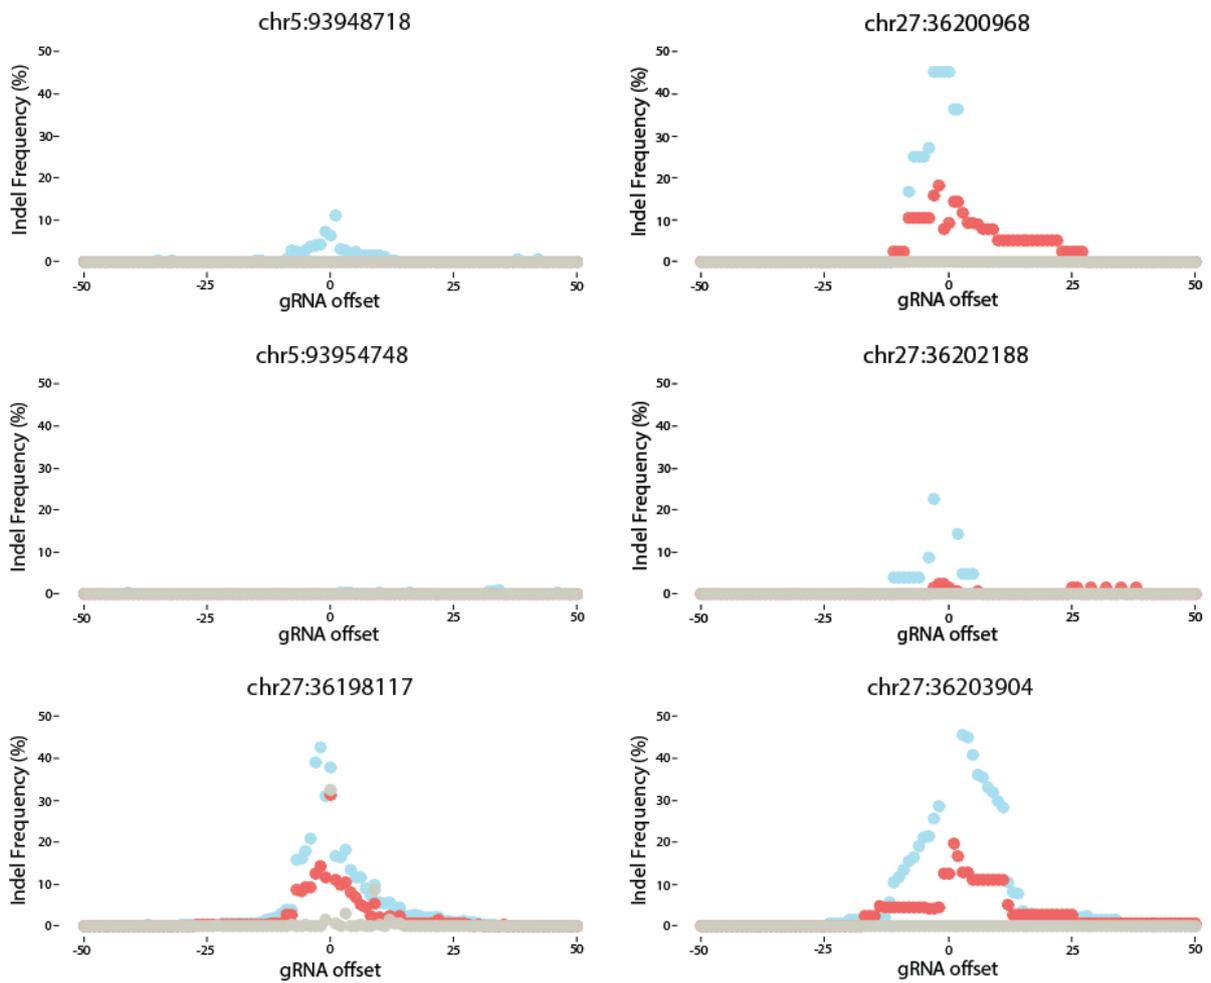 chr5:93948718
Indel Frequency (%)
50
40
30
20
10
0
-50 -25 0 25 50
gRNA offset
chr27:36200968
Indel Frequency (%)
50
40
30
20
10
0
-50 -25 0 25 50
gRNA offset
chr5:93954748
Indel Frequency (%)
50
40
30
20
10
0
-50 -25 0 25 50
gRNA offset
chr27:36202188
Indel Frequency (%)
50
40
30
20
10
0
-50 -25 0 25 50
gRNA offset
chr27:36198117
Indel Frequency (%)
50
40
30
20
10
0
-50 -25 0 25 50
gRNA offset
chr27:36203904
Indel Frequency (%)
50
40
30
20
10
0
-50 -25 0 25 50
gRNA offset